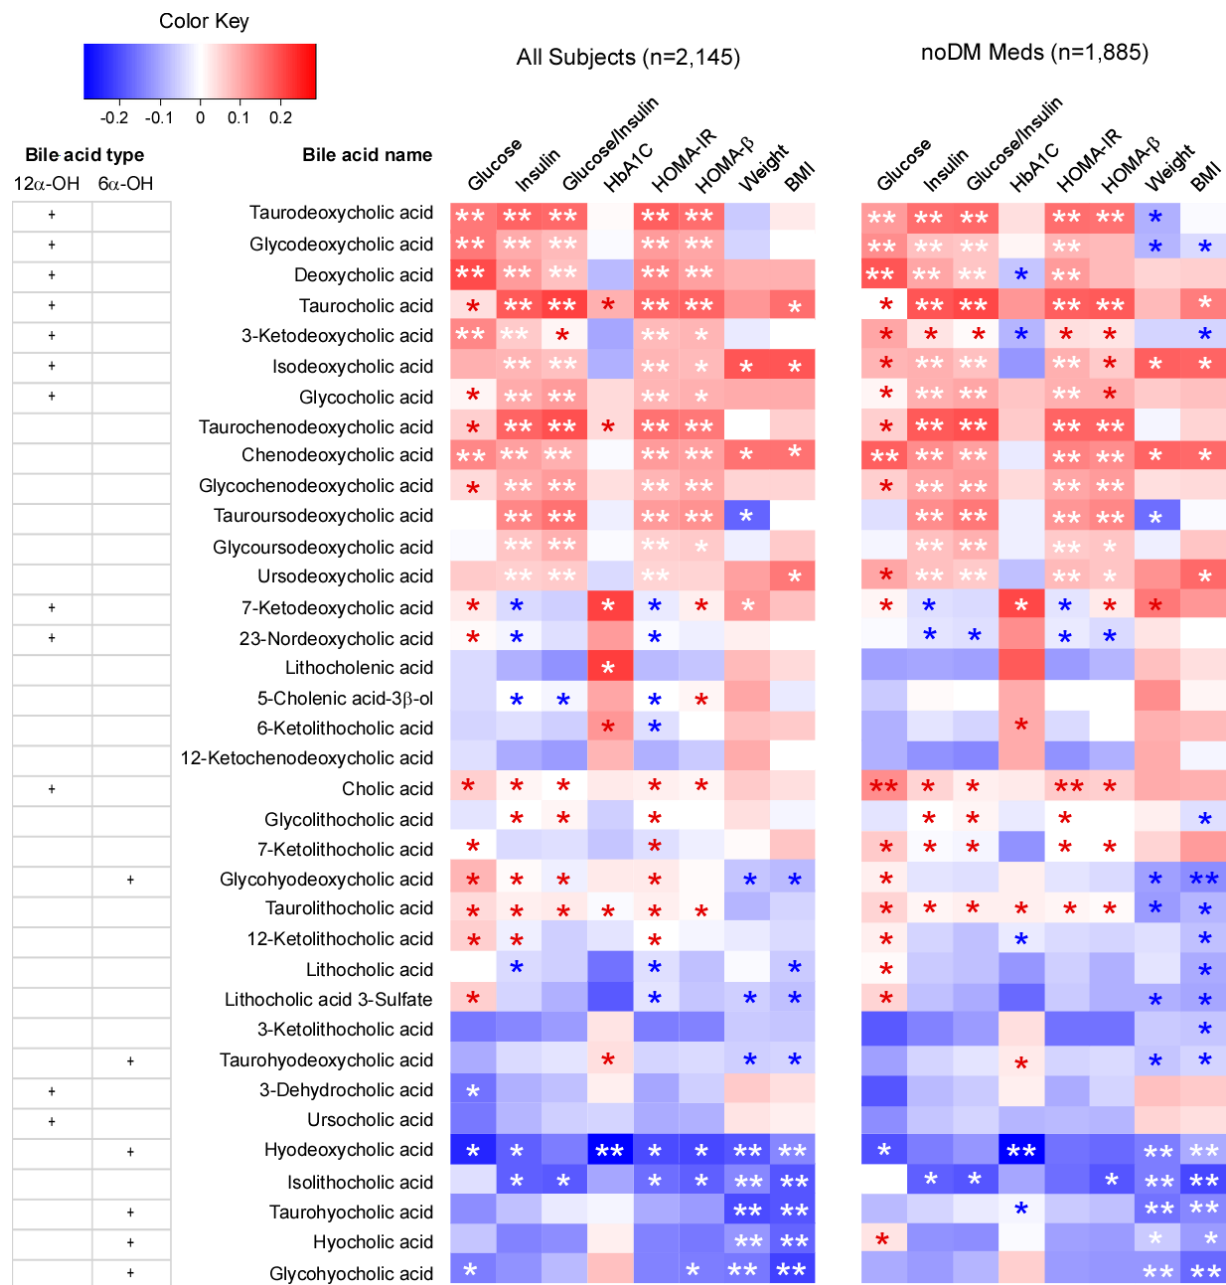 Color Key
-0.2 -0.1 0 0.1 0.2
All Subjects (n=2,145) noDM Meds (n=1,885)
Bile acid type Bile acid name
12α-OH 6α-OH
Glucose Insulin Glucose/Insulin HbA1C HOMA-IR HOMA-β Weight BMI Glucose Insulin Glucose/Insulin HbA1C HOMA-IR HOMA-β Weight BMI
+ Taurodeoxycholic acid ** ** ** ** ** ** ** ** ** ** *
+ Glycodeoxycholic acid ** ** ** ** ** ** ** ** ** * *
+ Deoxycholic acid ** ** ** ** ** ** ** ** * **
+ Taurocholic acid * ** ** * ** ** * * ** ** ** ** *
+ 3-Ketodeoxycholic acid ** ** * ** * * * * * * * *
+ Isodeoxycholic acid ** ** ** * * * * ** ** ** * * *
+ Glycocholic acid * ** ** ** * * ** ** ** *
Taurochenodeoxycholic acid * ** ** * ** ** * ** ** ** **
Chenodeoxycholic acid ** ** ** ** ** * * ** ** ** ** ** * *
Glycochenodeoxycholic acid * ** ** ** ** * ** ** ** **
Tauroursodeoxycholic acid ** ** ** ** * ** ** ** ** *
Glycoursodeoxycholic acid ** ** ** * ** ** ** *
Ursodeoxycholic acid ** ** ** * * ** ** ** * *
+ 7-Ketodeoxycholic acid * * * * * * * * * * * *
+ 23-Nordeoxycholic acid * * * * * * *
Lithocholenic acid *
5-Cholenic acid-3β-ol * * * *
6-Ketolithocholic acid * * *
12-Ketochenodeoxycholic acid
+ Cholic acid * * * * * ** * * ** *
Glycolithocholic acid * * * * * * *
7-Ketolithocholic acid * * * * * * *
+ Glycohyodeoxycholic acid * * * * * * * * **
Taurolithocholic acid * * * * * * * * * * * * * *
12-Ketolithocholic acid * * * * * *
Lithocholic acid * * * * *
Lithocholic acid 3-Sulfate * * * * * * *
3-Ketolithocholic acid *
+ Taurohyodeoxycholic acid * * * * * *
+ 3-Dehydrocholic acid *
+ Ursocholic acid
+ Hyodeoxycholic acid * * ** * * ** ** * ** ** **
Isolithocholic acid * * * * ** ** * * * ** **
+ Taurohyocholic acid ** ** * ** **
+ Hyocholic acid ** ** * * *
+ Glycohyocholic acid * * ** ** ** **